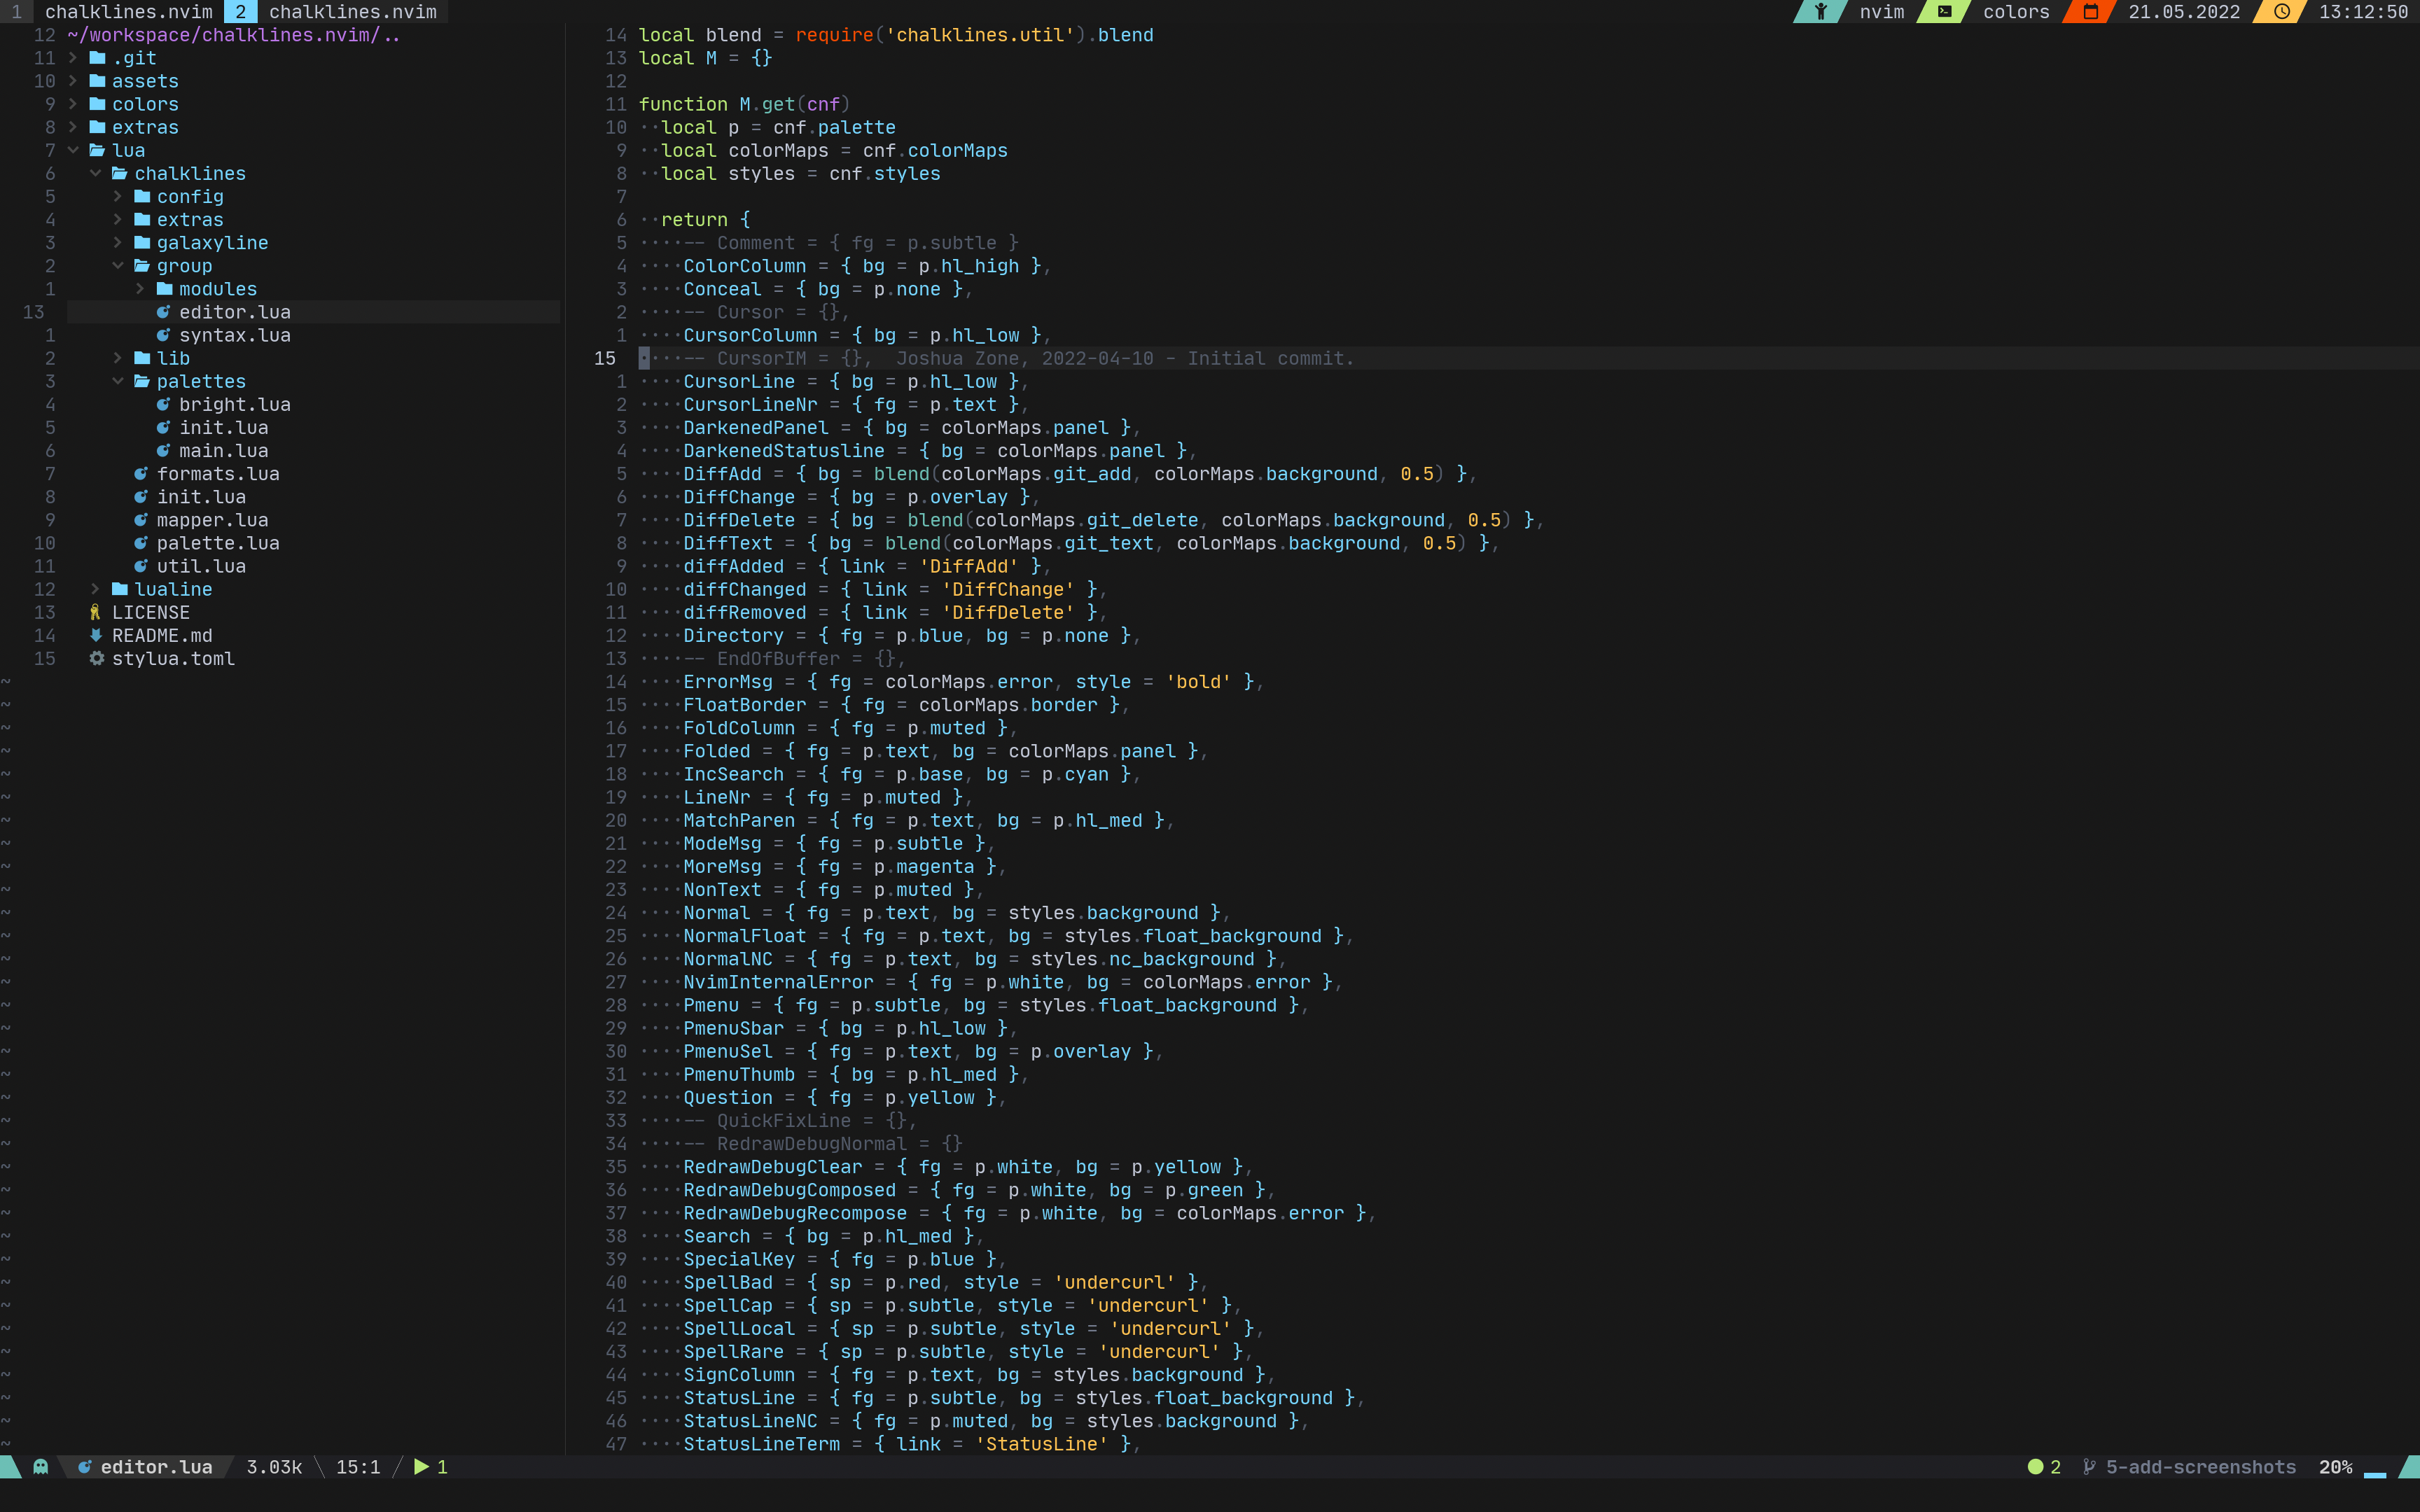 1 chalklines.nvim 2 chalklines.nvim nvim colors 21.05.2022 13:12:50
12 ~/workspace/chalklines.nvim/..
11 .git
10 assets
9 colors
8 extras
7 lua
6 chalklines
5 config
4 extras
3 galaxyline
2 group
1 modules
13 editor.lua
1 syntax.lua
2 lib
3 palettes
4 bright.lua
5 init.lua
6 main.lua
7 formats.lua
8 init.lua
9 mapper.lua
10 palette.lua
11 util.lua
12 lualine
13 LICENSE
14 README.md
15 stylua.toml
14 local blend = require('chalklines.util').blend
13 local M = {}
12
11 function M.get(cnf)
10 ··local p = cnf.palette
9 ··local colorMaps = cnf.colorMaps
8 ··local styles = cnf.styles
7
6 ··return {
5 ····-- Comment = { fg = p.subtle }
4 ····ColorColumn = { bg = p.hl_high },
3 ····Conceal = { bg = p.none },
2 ····-- Cursor = {},
1 ····CursorColumn = { bg = p.hl_low },
15 ····-- CursorIM = {},  Joshua Zone, 2022-04-10 - Initial commit.
1 ····CursorLine = { bg = p.hl_low },
2 ····CursorLineNr = { fg = p.text },
3 ····DarkenedPanel = { bg = colorMaps.panel },
4 ····DarkenedStatusline = { bg = colorMaps.panel },
5 ····DiffAdd = { bg = blend(colorMaps.git_add, colorMaps.background, 0.5) },
6 ····DiffChange = { bg = p.overlay },
7 ····DiffDelete = { bg = blend(colorMaps.git_delete, colorMaps.background, 0.5) },
8 ····DiffText = { bg = blend(colorMaps.git_text, colorMaps.background, 0.5) },
9 ····diffAdded = { link = 'DiffAdd' },
10 ····diffChanged = { link = 'DiffChange' },
11 ····diffRemoved = { link = 'DiffDelete' },
12 ····Directory = { fg = p.blue, bg = p.none },
13 ····-- EndOfBuffer = {},
14 ····ErrorMsg = { fg = colorMaps.error, style = 'bold' },
15 ····FloatBorder = { fg = colorMaps.border },
16 ····FoldColumn = { fg = p.muted },
17 ····Folded = { fg = p.text, bg = colorMaps.panel },
18 ····IncSearch = { fg = p.base, bg = p.cyan },
19 ····LineNr = { fg = p.muted },
20 ····MatchParen = { fg = p.text, bg = p.hl_med },
21 ····ModeMsg = { fg = p.subtle },
22 ····MoreMsg = { fg = p.magenta },
23 ····NonText = { fg = p.muted },
24 ····Normal = { fg = p.text, bg = styles.background },
25 ····NormalFloat = { fg = p.text, bg = styles.float_background },
26 ····NormalNC = { fg = p.text, bg = styles.nc_background },
27 ····NvimInternalError = { fg = p.white, bg = colorMaps.error },
28 ····Pmenu = { fg = p.subtle, bg = styles.float_background },
29 ····PmenuSbar = { bg = p.hl_low },
30 ····PmenuSel = { fg = p.text, bg = p.overlay },
31 ····PmenuThumb = { bg = p.hl_med },
32 ····Question = { fg = p.yellow },
33 ····-- QuickFixLine = {},
34 ····-- RedrawDebugNormal = {}
35 ····RedrawDebugClear = { fg = p.white, bg = p.yellow },
36 ····RedrawDebugComposed = { fg = p.white, bg = p.green },
37 ····RedrawDebugRecompose = { fg = p.white, bg = colorMaps.error },
38 ····Search = { bg = p.hl_med },
39 ····SpecialKey = { fg = p.blue },
40 ····SpellBad = { sp = p.red, style = 'undercurl' },
41 ····SpellCap = { sp = p.subtle, style = 'undercurl' },
42 ····SpellLocal = { sp = p.subtle, style = 'undercurl' },
43 ····SpellRare = { sp = p.subtle, style = 'undercurl' },
44 ····SignColumn = { fg = p.text, bg = styles.background },
45 ····StatusLine = { fg = p.subtle, bg = styles.float_background },
46 ····StatusLineNC = { fg = p.muted, bg = styles.background },
47 ····StatusLineTerm = { link = 'StatusLine' },
editor.lua 3.03k 15:1 1 2 5-add-screenshots 20%